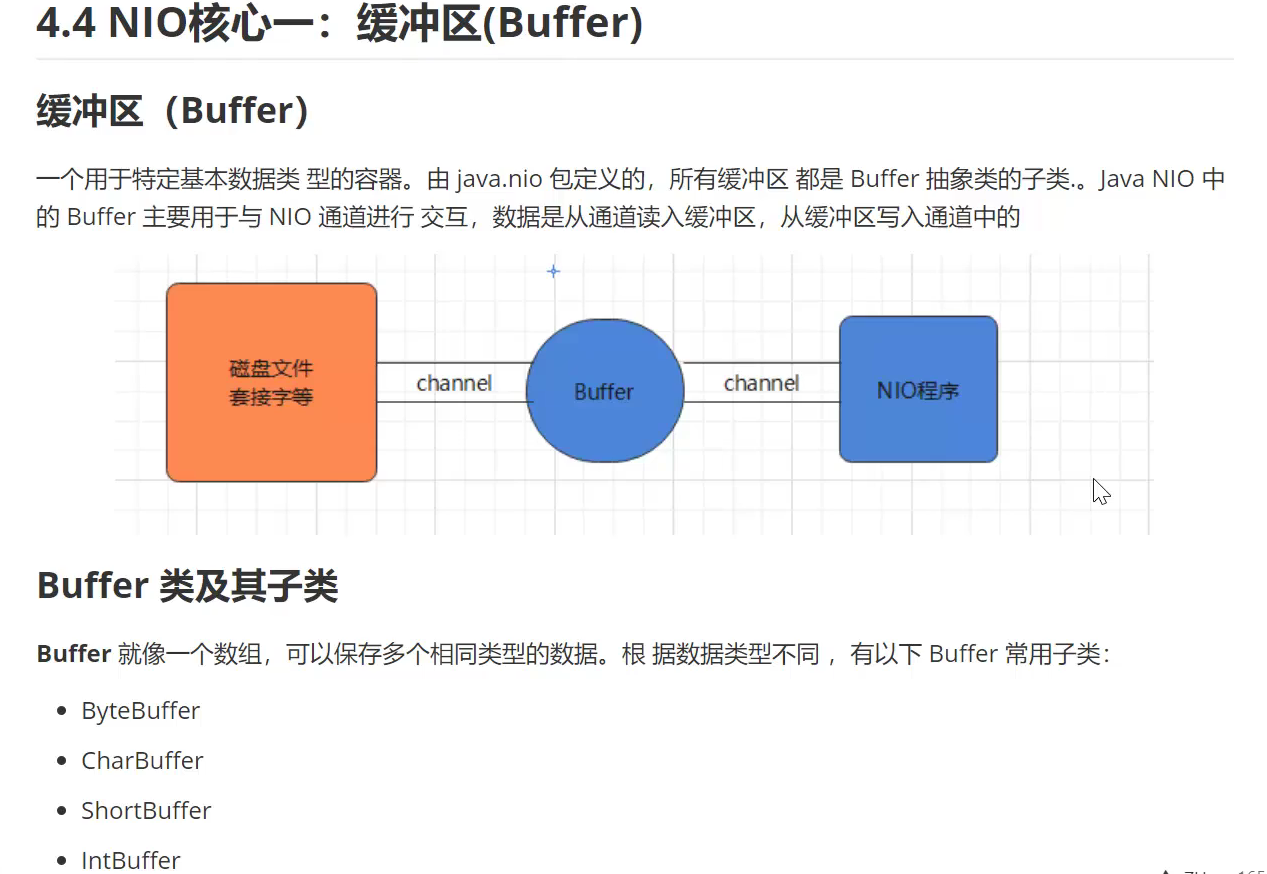 4.4 NIO核心一：缓冲区(Buffer)
缓冲区（Buffer）
一个用于特定基本数据类 型的容器。由 java.nio 包定义的，所有缓冲区 都是 Buffer 抽象类的子类.。Java NIO 中
的 Buffer 主要用于与 NIO 通道进行 交互，数据是从通道读入缓冲区，从缓冲区写入通道中的
磁盘文件
套接字等
channel
Buffer
channel
NIO程序
Buffer 类及其子类
Buffer 就像一个数组，可以保存多个相同类型的数据。根 据数据类型不同 ，有以下 Buffer 常用子类：
• ByteBuffer
• CharBuffer
• ShortBuffer
• IntBuffer